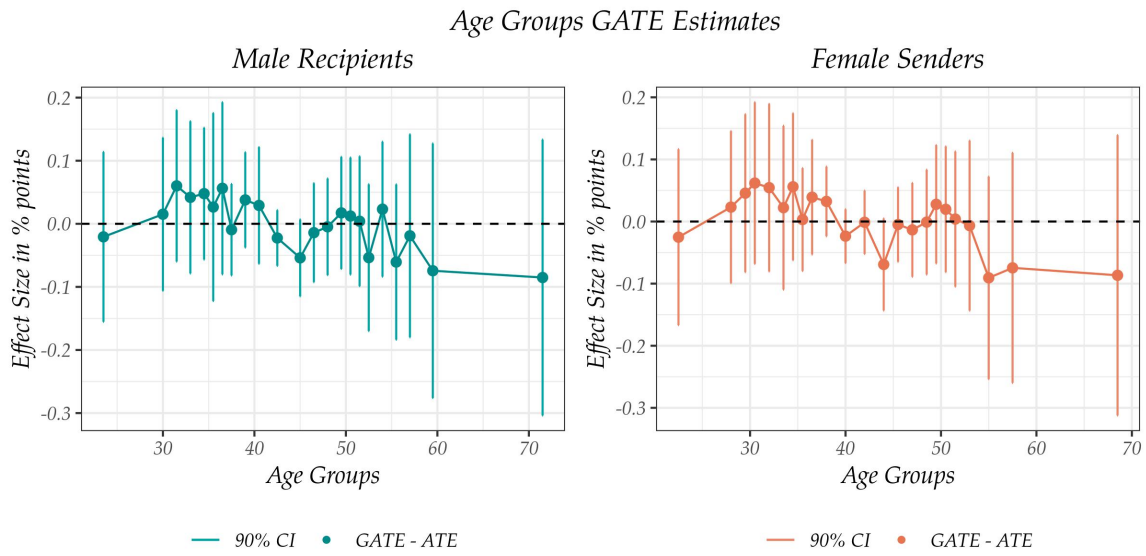 Age Groups GATE Estimates
Male Recipients
Effect Size in % points
0.2
0.1
0.0
-0.1
-0.2
-0.3
30 40 50 60 70
Age Groups
90% CI GATE - ATE
Female Senders
Effect Size in % points
0.2
0.1
0.0
-0.1
-0.2
-0.3
30 40 50 60 70
Age Groups
90% CI GATE - ATE